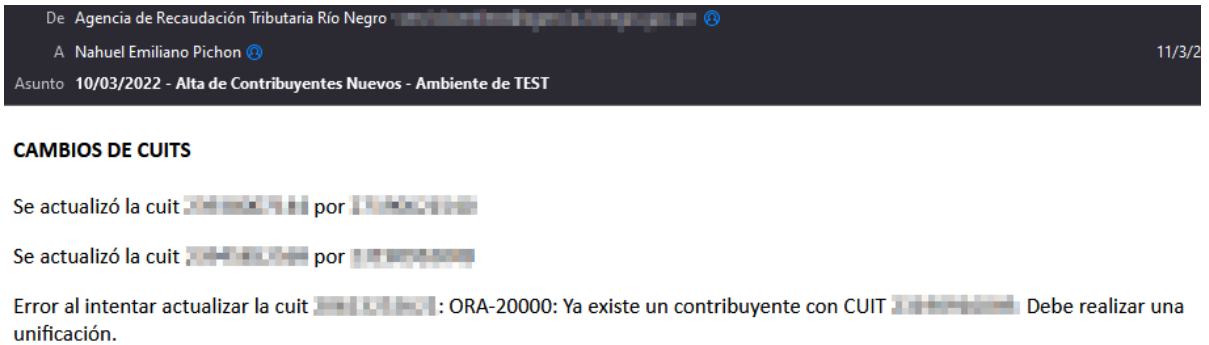 De Agencia de Recaudación Tributaria Río Negro
A Nahuel Emiliano Pichon
11/3/2
Asunto 10/03/2022 - Alta de Contribuyentes Nuevos - Ambiente de TEST
CAMBIOS DE CUITS
Se actualizó la cuit por
Se actualizó la cuit por
Error al intentar actualizar la cuit : ORA-20000: Ya existe un contribuyente con CUIT Debe realizar una
unificación.